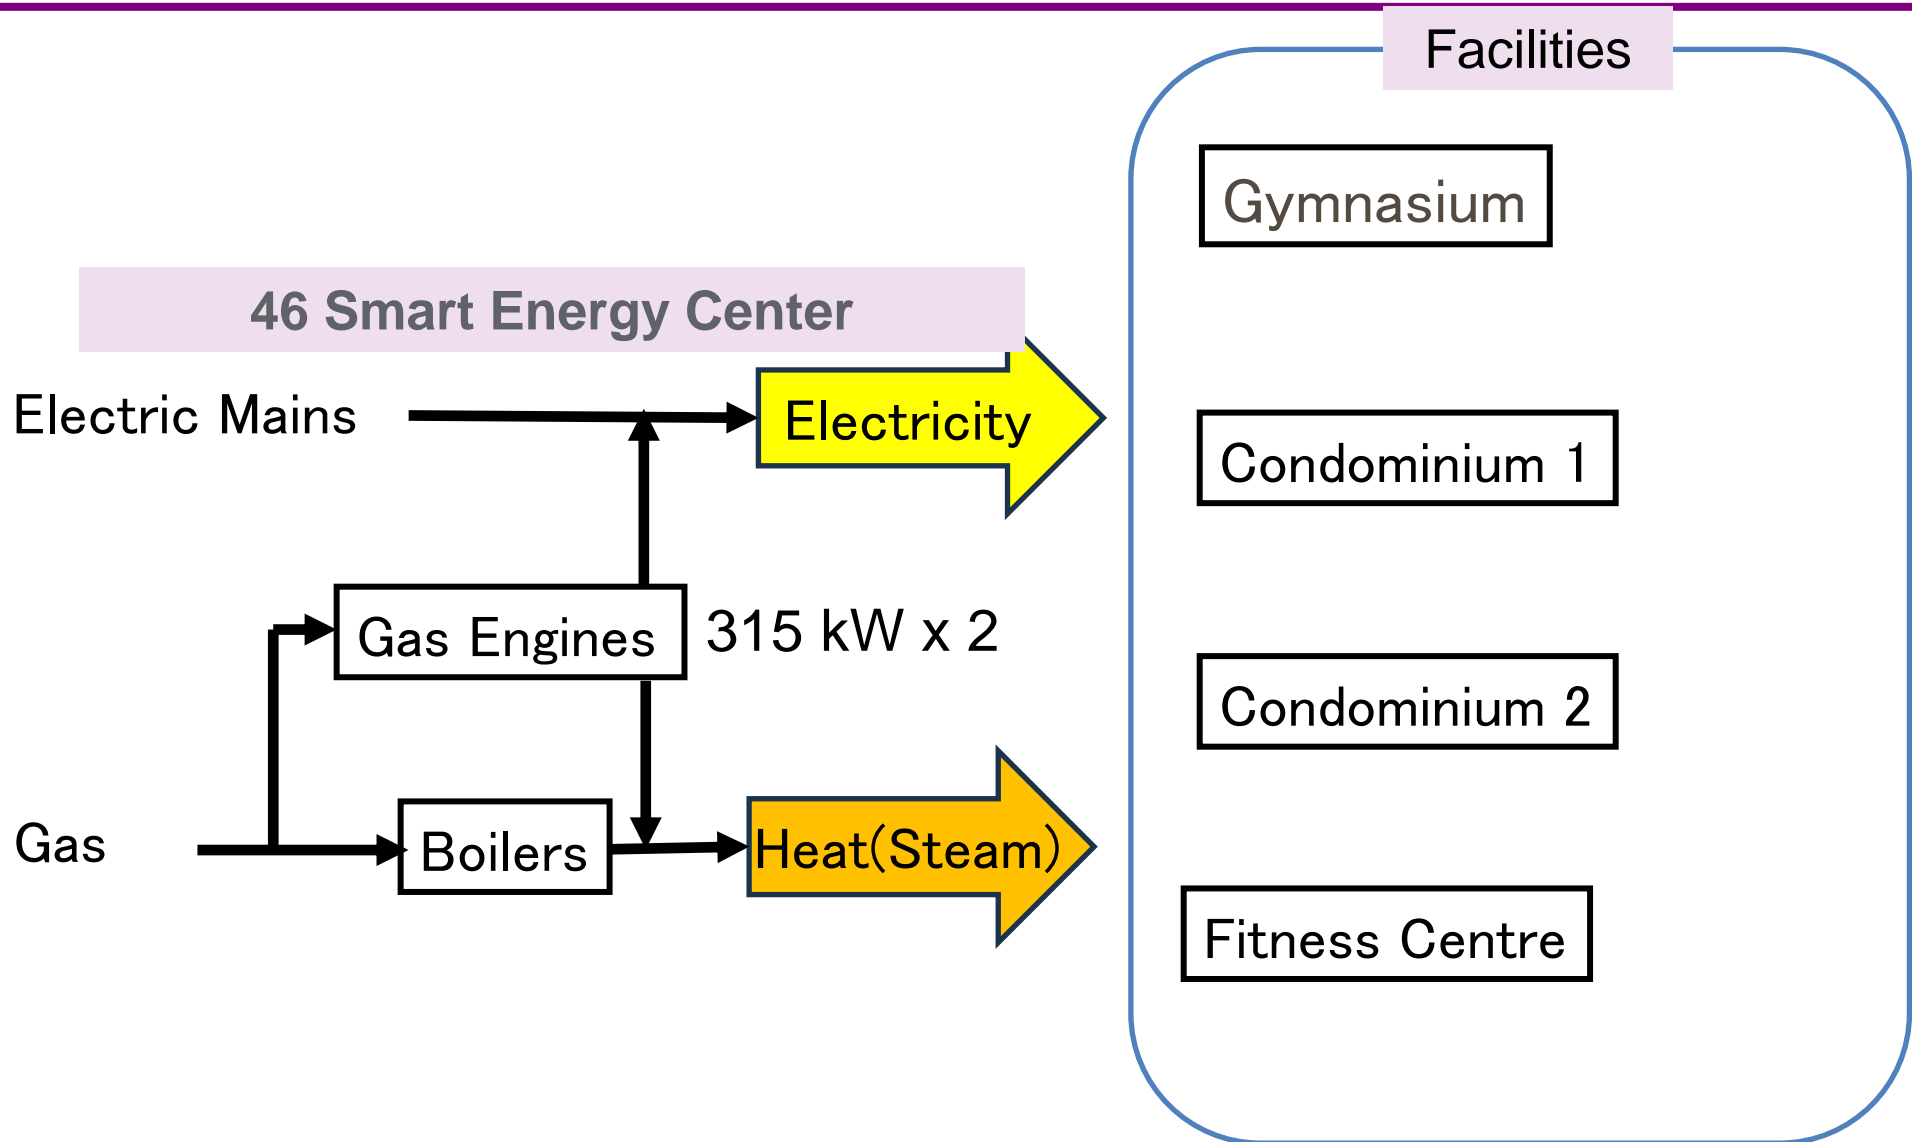 Facilities
Gymnasium
46 Smart Energy Center
Electric Mains
Electricity
Condominium 1
Gas Engines
315 kW x 2
Condominium 2
Gas
Boilers
Heat(Steam)
Fitness Centre